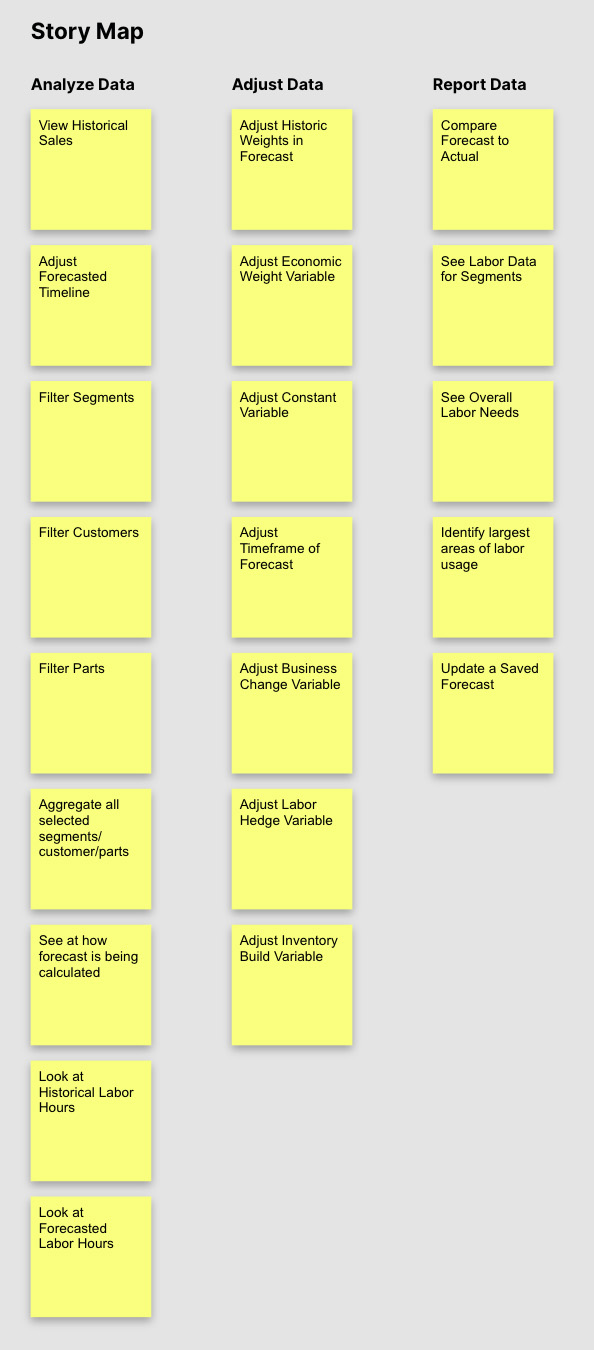 Story Map
Analyze Data
View Historical
Sales
Adjust
Forecasted
Timeline
Filter Segments
Filter Customers
Filter Parts
Aggregate all
selected
segments/
customer/parts
See at how
forecast is being
calculated
Look at
Historical Labor
Hours
Look at
Forecasted
Labor Hours
Adjust Data
Adjust Historic
Weights in
Forecast
Adjust Economic
Weight Variable
Adjust Constant
Variable
Adjust
Timeframe of
Forecast
Adjust Business
Change Variable
Adjust Labor
Hedge Variable
Adjust Inventory
Build Variable
Report Data
Compare
Forecast to
Actual
See Labor Data
for Segments
See Overall
Labor Needs
Identify largest
areas of labor
usage
Update a Saved
Forecast